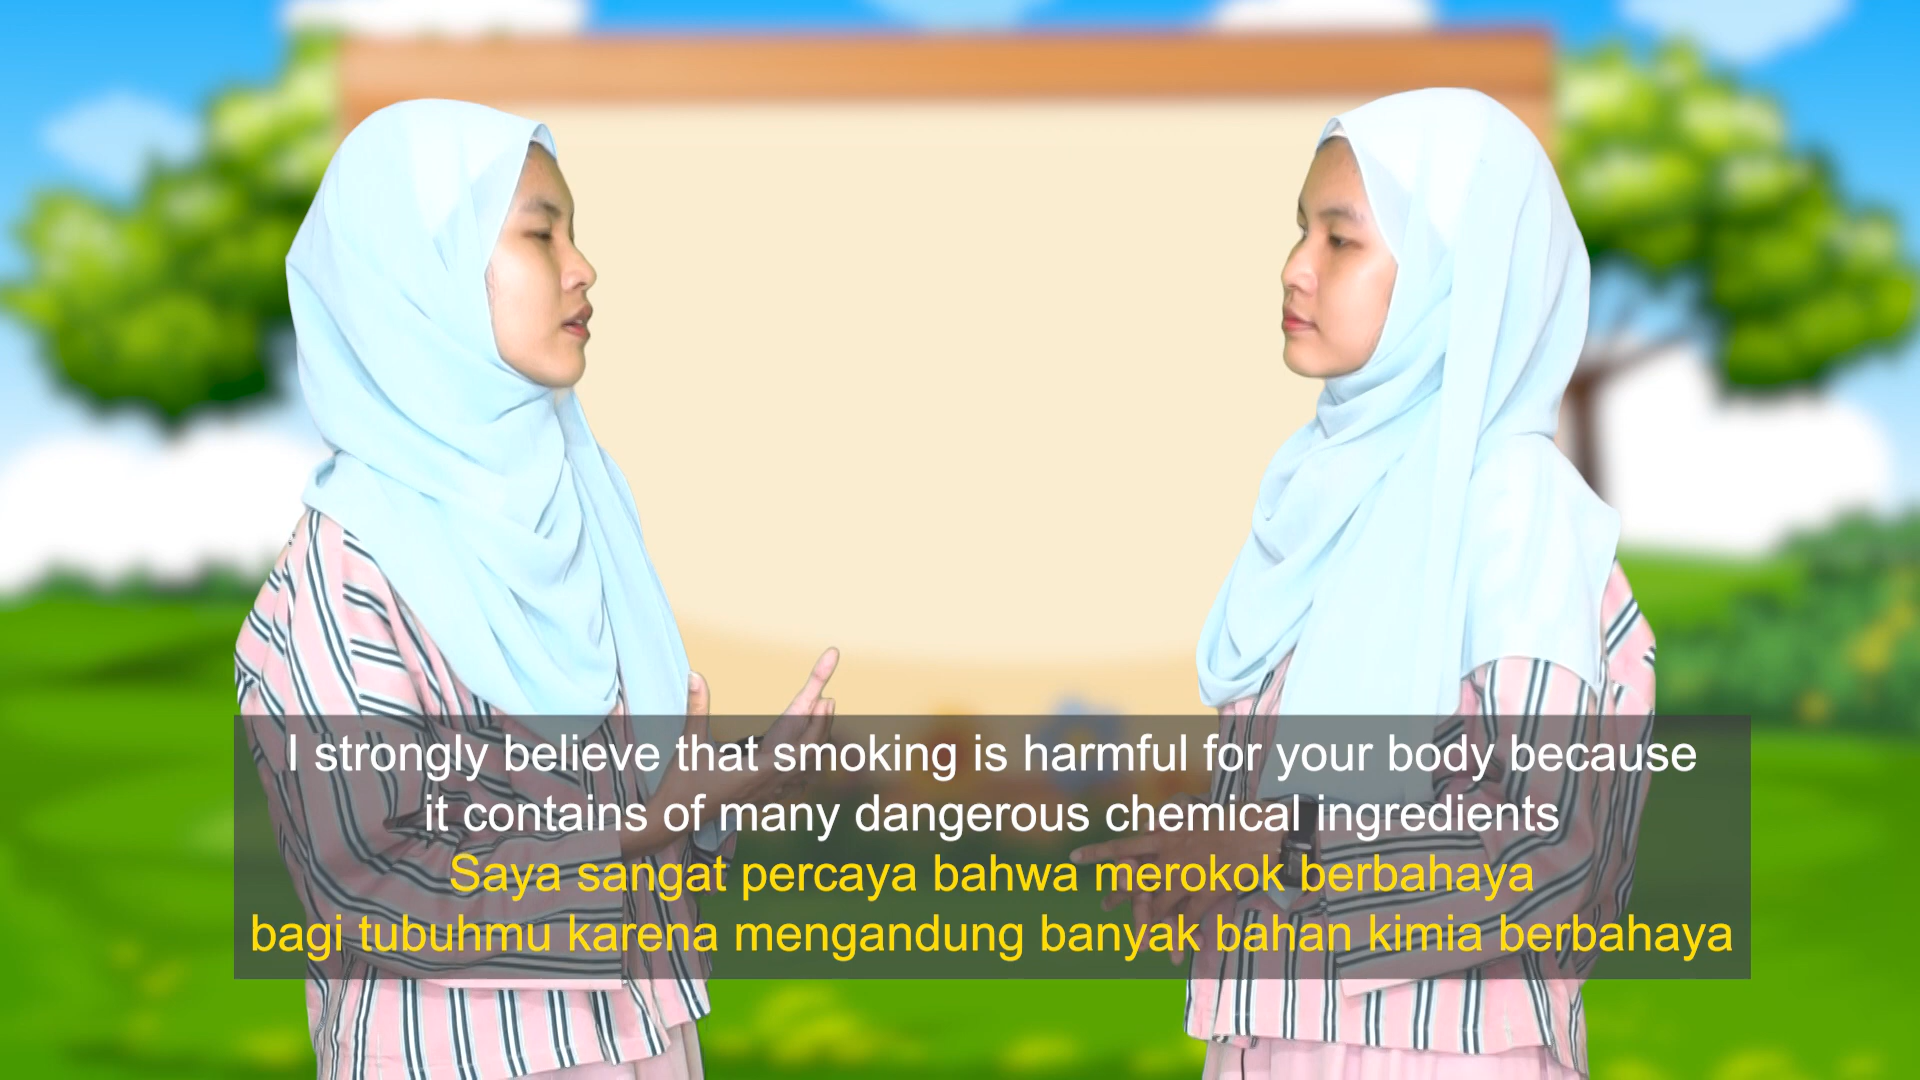 I strongly believe that smoking is harmful for your body because
it contains of many dangerous chemical ingredients
Saya sangat percaya bahwa merokok berbahaya
bagi tubuhmu karena mengandung banyak bahan kimia berbahaya